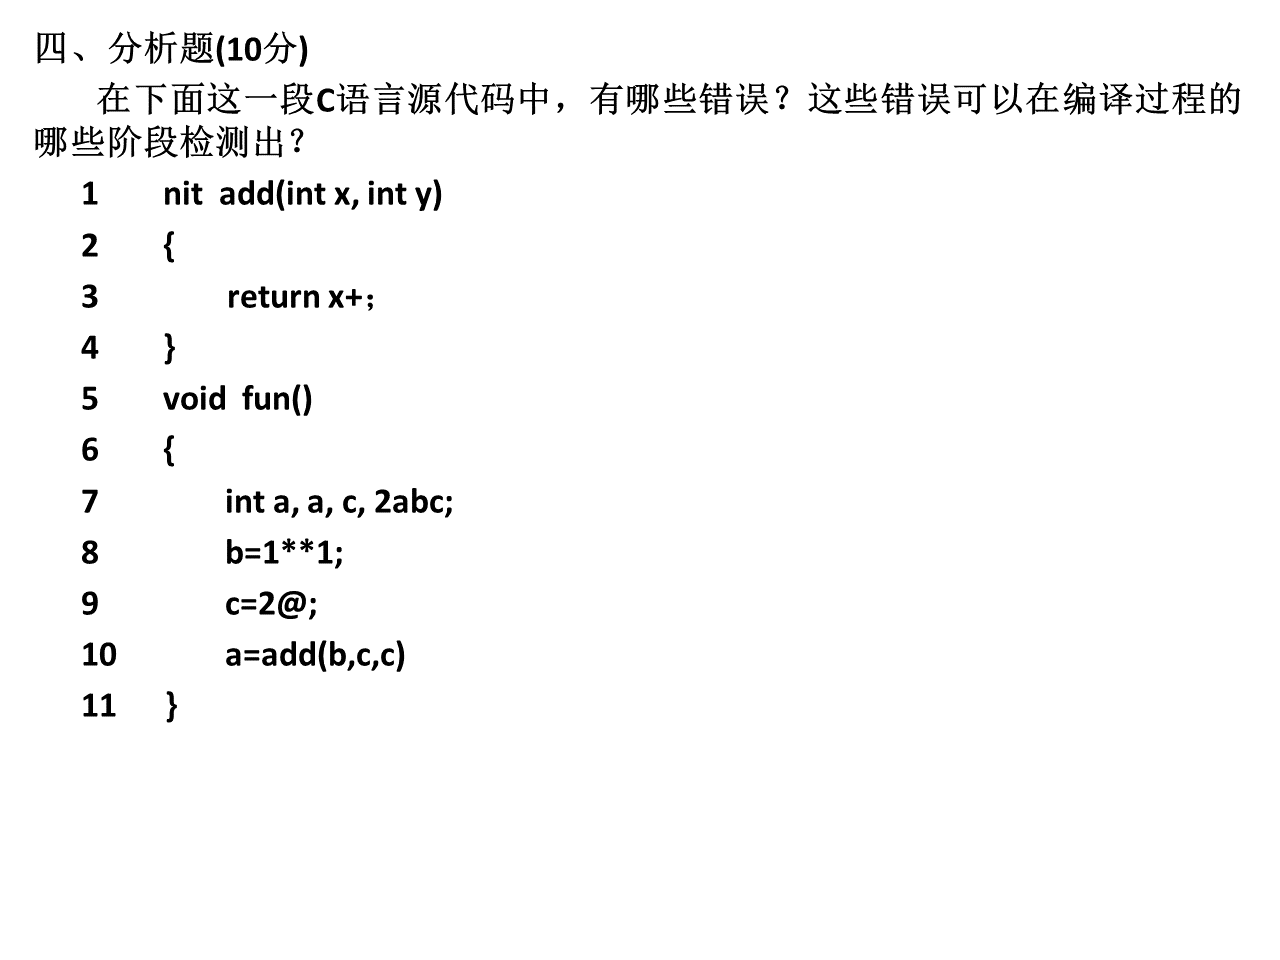 四、分析题(10分)
在下面这一段C语言源代码中，有哪些错误？这些错误可以在编译过程的
哪些阶段检测出？
1 nit add(int x, int y)
2 {
3 return x+；
4 }
5 void fun()
6 {
7 int a, a, c, 2abc;
8 b=1**1;
9 c=2@;
10 a=add(b,c,c)
11 }